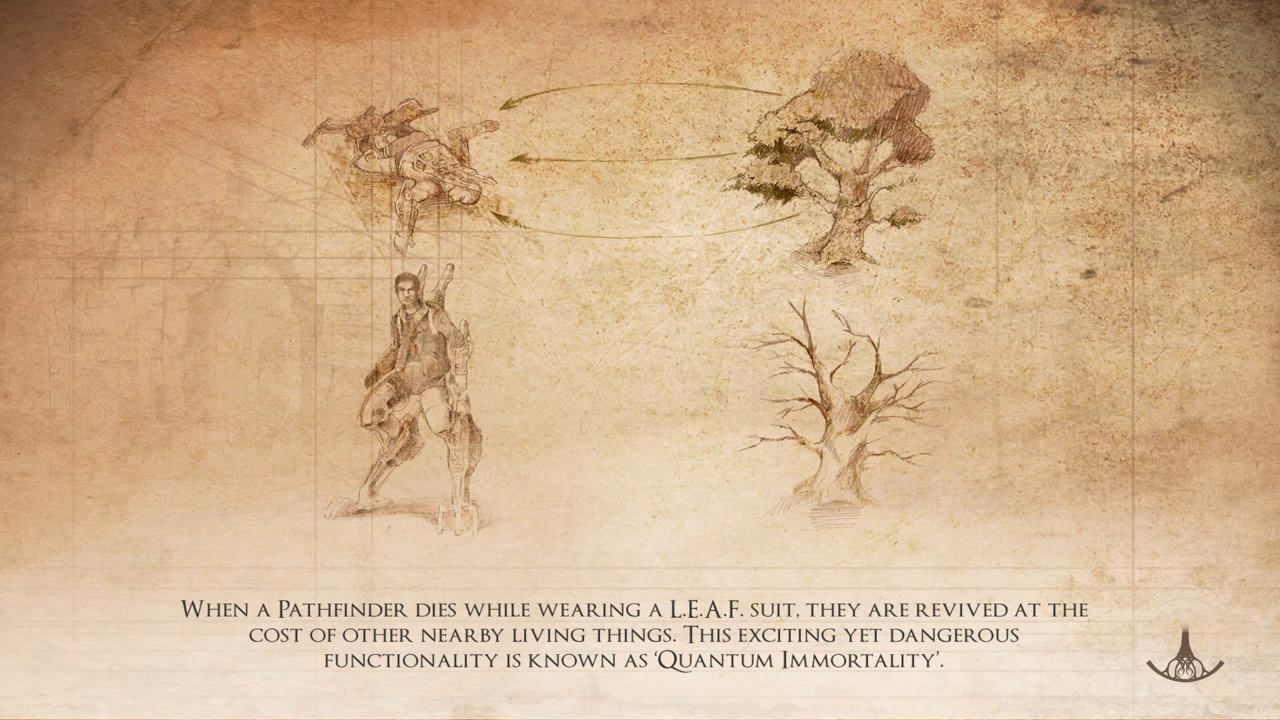 When a Pathfinder dies while wearing a L.E.A.F. suit, they are revived at the
cost of other nearby living things. This exciting yet dangerous
functionality is known as ‘Quantum Immortality’.